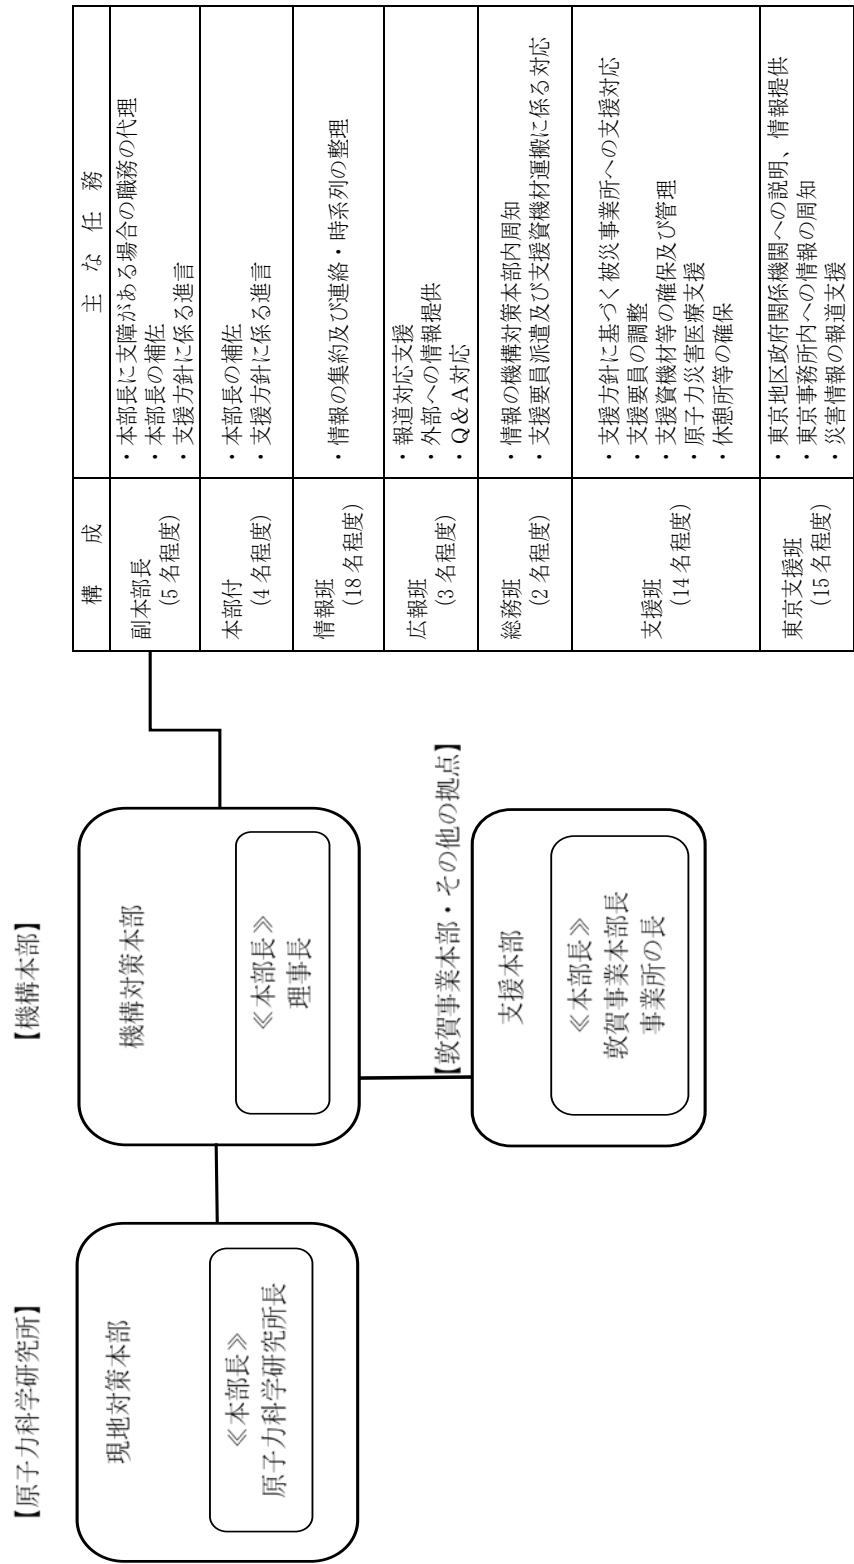 【原子力科学研究所】
現地対策本部
≪本部長≫
原子力科学研究所長
【機構本部】
機構対策本部
≪本部長≫
理事長
【敦賀事業本部・その他の拠点】
支援本部
≪本部長≫
敦賀事業本部長
事業所の長
構　成
主　な　任　務
副本部長
(5 名程度)
・本部長に支障がある場合の職務の代理
・本部長の補佐
・支援方針に係る進言
本部付
(4 名程度)
・本部長の補佐
・支援方針に係る進言
情報班
(18 名程度)
・情報の集約及び連絡・時系列の整理
広報班
(3 名程度)
・報道対応支援
・外部への情報提供
・Ｑ＆Ａ対応
総務班
(2 名程度)
・情報の機構対策本部内周知
・支援要員派遣及び支援資機材運搬に係る対応
支援班
(14 名程度)
・支援方針に基づく被災事業所への支援対応
・支援要員の調整
・支援資機材等の確保及び管理
・原子力災害医療支援
・休憩所等の確保
東京支援班
(15 名程度)
・東京地区政府関係機関への説明、情報提供
・東京事務所内への情報の周知
・災害情報の報道支援